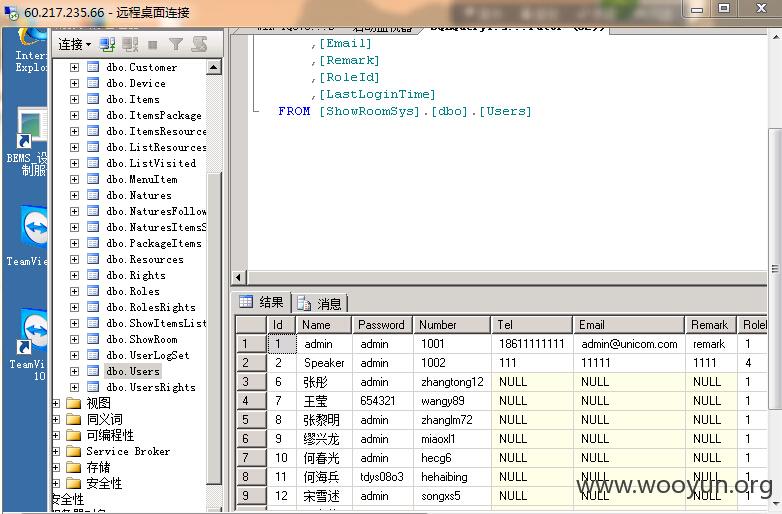 60.217.235.66 - 远程桌面连接
Inter
Explo
TeamVie
TeamVi
10
连接
dbo.Customer
dbo.Device
dbo.Items
dbo.ItemsPackage
dbo.ItemsResource
dbo.ListResources
dbo.ListVisited
dbo.MenuItem
dbo.Natures
dbo.NaturesFollow
dbo.NaturesItemsS
dbo.PackageItems
dbo.Resources
dbo.Rights
dbo.Roles
dbo.RolesRights
dbo.ShowItemsList
dbo.ShowRoom
dbo.UserLogSet
dbo.Users
dbo.UsersRights
视图
同义词
可编程性
Service Broker
存储
安全性
安全性
,[Email]
,[Remark]
,[RoleId]
,[LastLoginTime]
FROM [ShowRoomSys].[dbo].[Users]
结果 消息
Id Name Password Number Tel Email Remark RoleI
1 1 admin admin 1001 18611111111 admin@unicom.com remark 1
2 2 Speaker admin 1002 111 11111 1111 4
3 6 张彤 admin zhangtong12 NULL NULL NULL 1
4 7 王莹 654321 wangy89 NULL NULL NULL 1
5 8 张黎明 admin zhanglm72 NULL NULL NULL 1
6 9 缪兴龙 admin miaoxl1 NULL NULL NULL 1
7 10 何春光 admin hecg6 NULL NULL NULL 1
8 11 何海兵 tdys08o3 hehaibing NULL NULL NULL 1
9 12 宋雪述 admin songxs5 NULL NULL NULL 1
www.wooyun.org